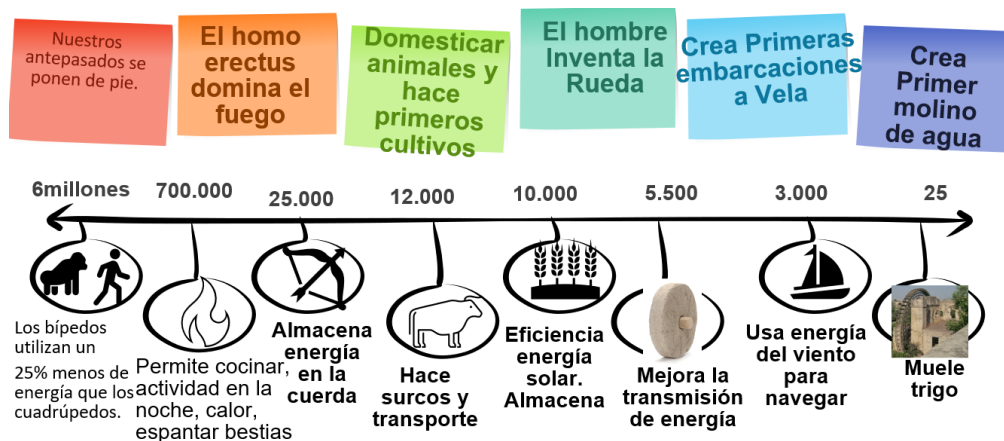 Nuestros
antepasados se
ponen de pie.
El homo
erectus
domina el
fuego
Domesticar
animales y
hace
primeros
cultivos
El hombre
Inventa la
Rueda
Crea Primeras
embarcaciones
a Vela
Crea
Primer
molino
de agua
6millones
700.000
25.000
12.000
10.000
5.500
3.000
25
Los bípedos
utilizan un
25% menos de
energía que los
cuadrúpedos.
Permite cocinar,
actividad en la
noche, calor,
espantar bestias
Almacena
energía
en la
cuerda
Hace
surcos y
transporte
Eficiencia
energía
solar.
Almacena
Mejora la
transmisión
de energía
Usa energía
del viento
para
navegar
Muele
trigo